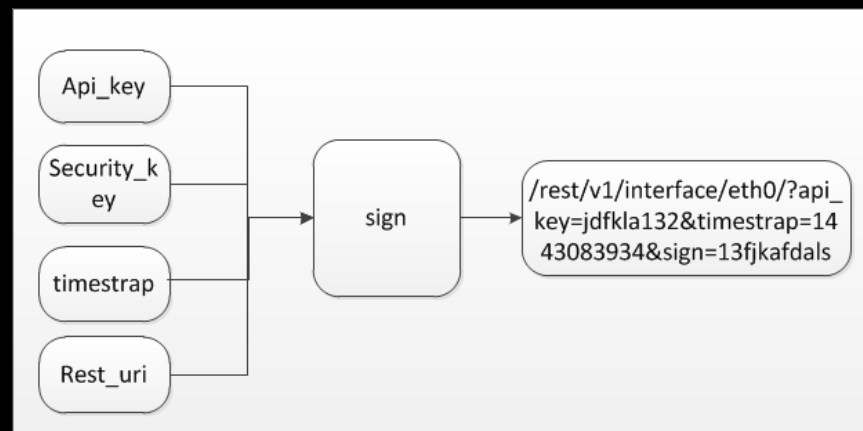 Api_key
Security_k
ey
timestrap
Rest_uri
sign
/rest/v1/interface/eth0/?api_
key=jdfkla132&timestrap=14
43083934&sign=13fjkafdals